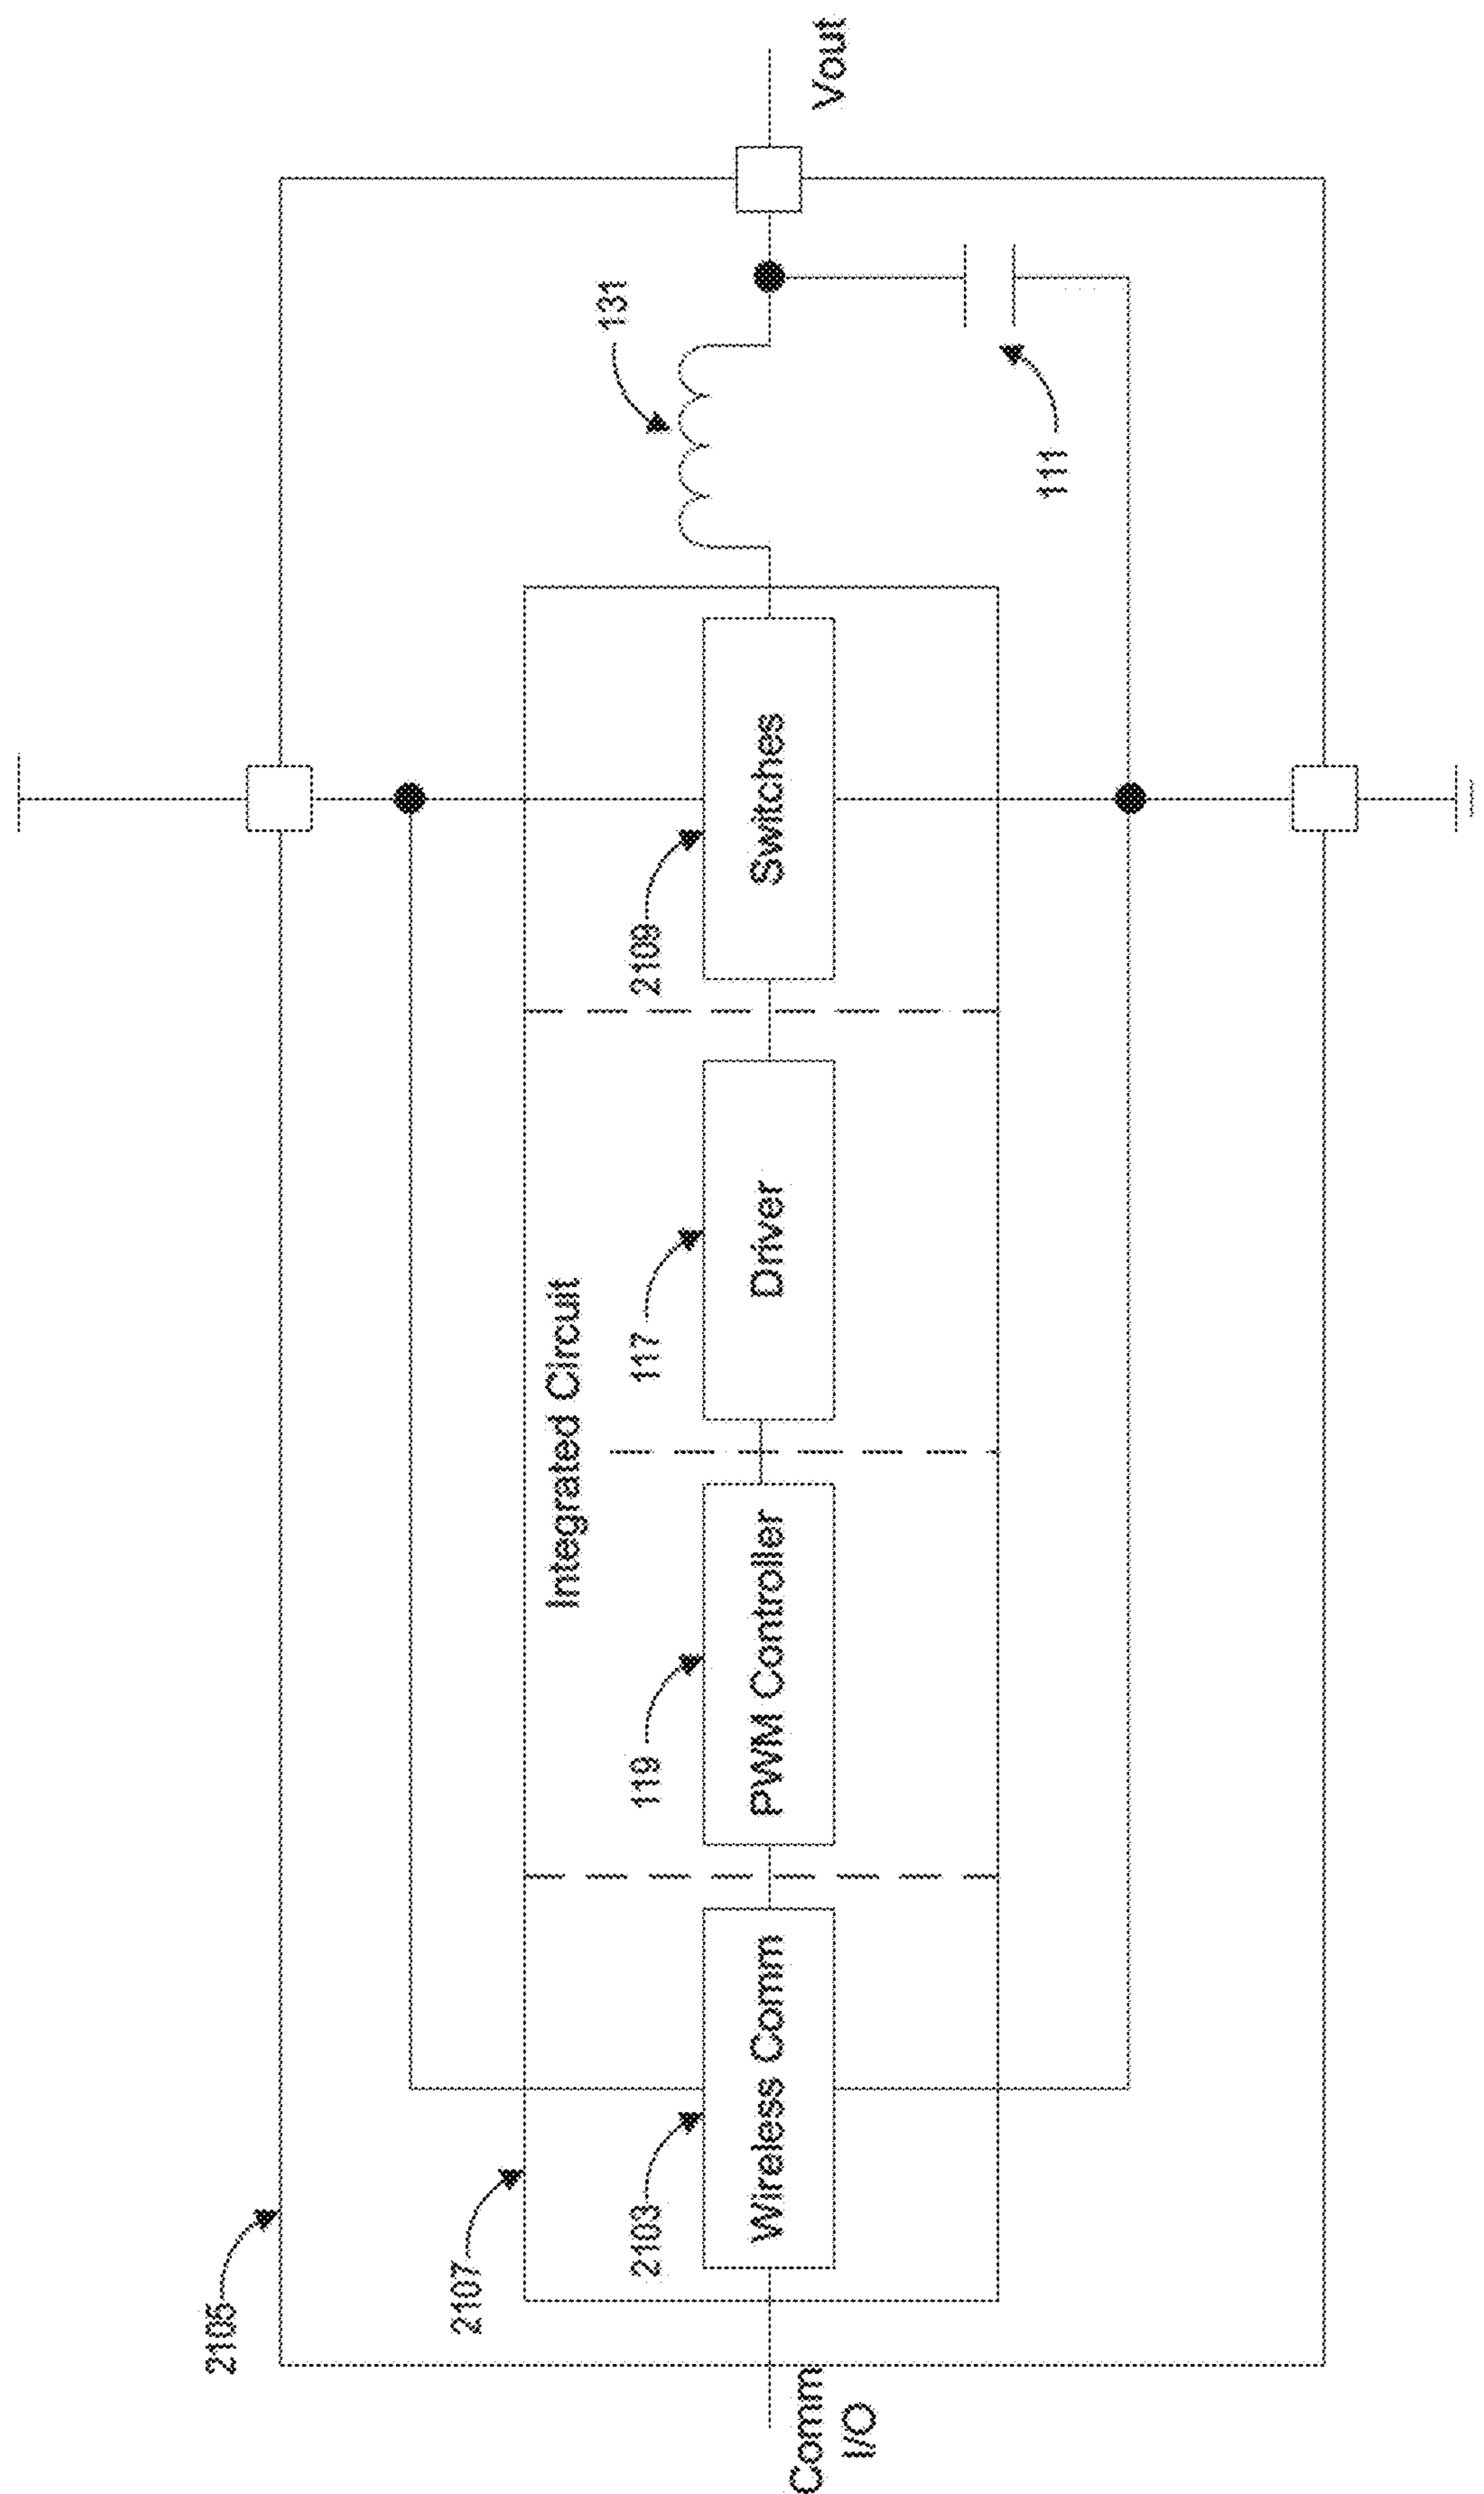 2105
2107
Integrated Circuit
2103
119
117
2109
131
Wireless Comm
PWM Controller
Driver
Switches
Comm
I/O
Vout
111